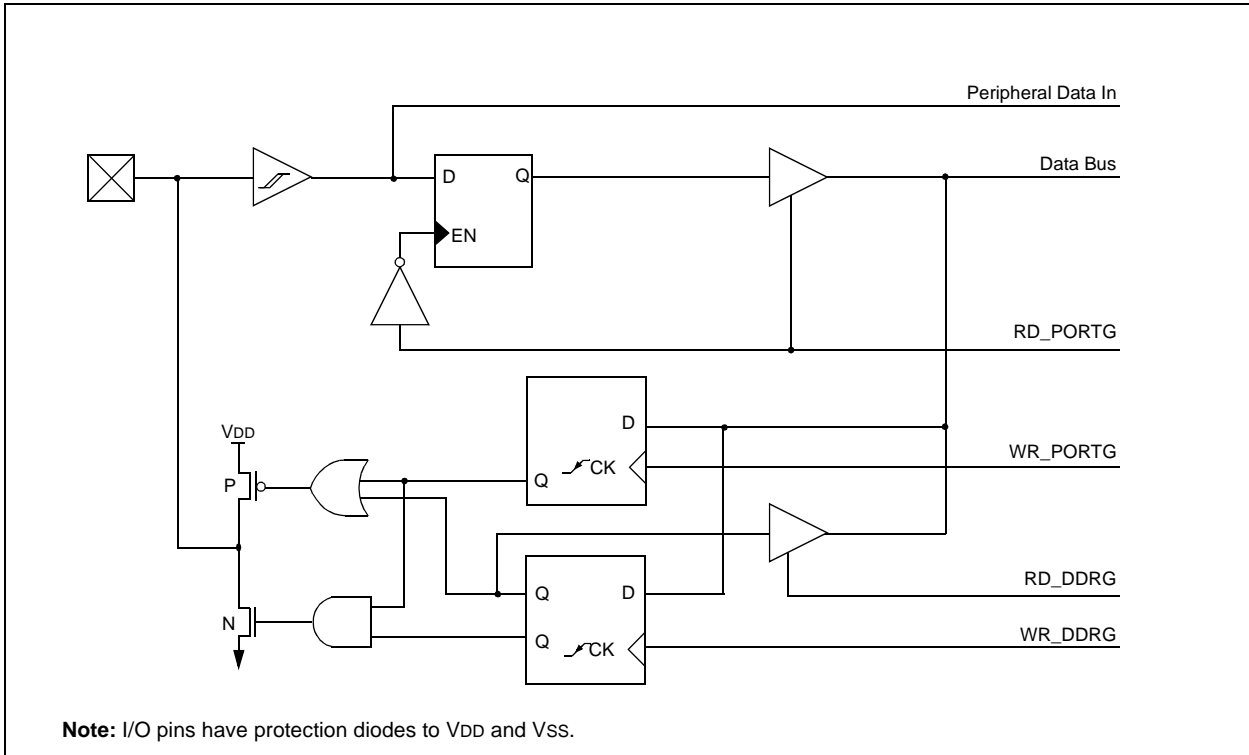 Peripheral Data In
Data Bus
D Q
EN
RD_PORTG
D
VDD
WR_PORTG
P
Q CK
RD_DDRG
Q D
N
WR_DDRG
Q CK
Note: I/O pins have protection diodes to VDD and VSS.